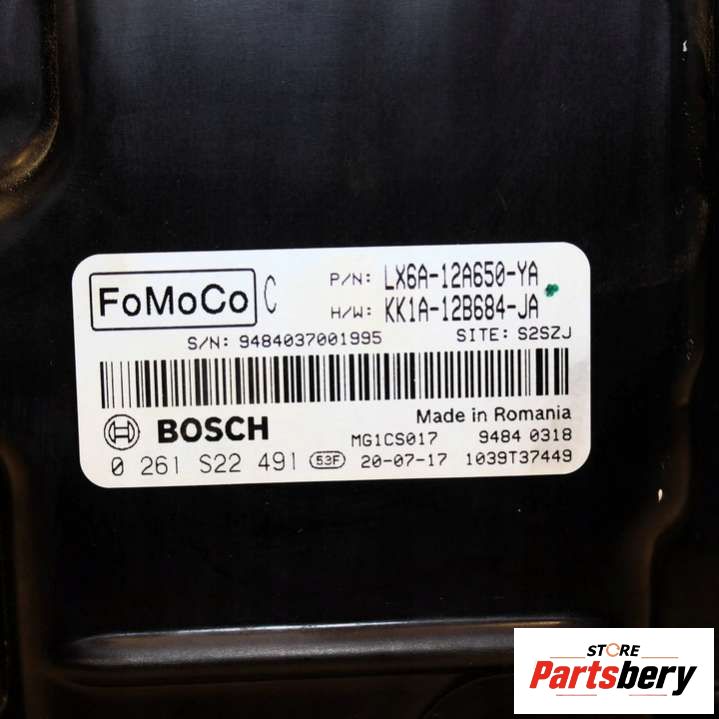 FoMoCo C P/N: LX6A-12A650-YA
H/W: KK1A-12B684-JA
S/N: 9484037001995 SITE: S2SZJ
BOSCH Made in Romania
MG1CS017 9484 0318
0 261 S22 491 53F 20-07-17 1039T37449
STORE
Partsbery